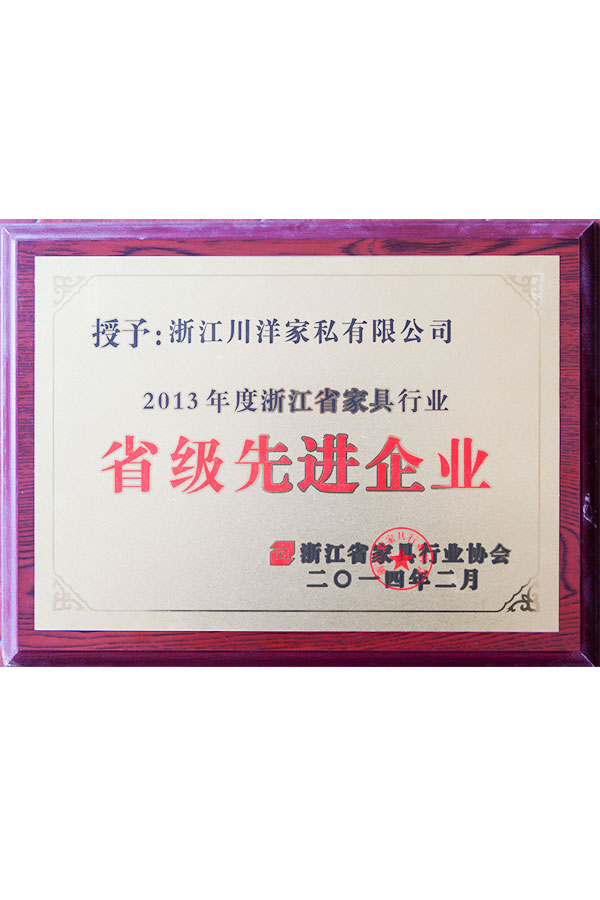 授予:浙江川洋家私有限公司
2013年度浙江省家具行业
省级先进企业
浙江省家具行业协会
二〇一四年二月